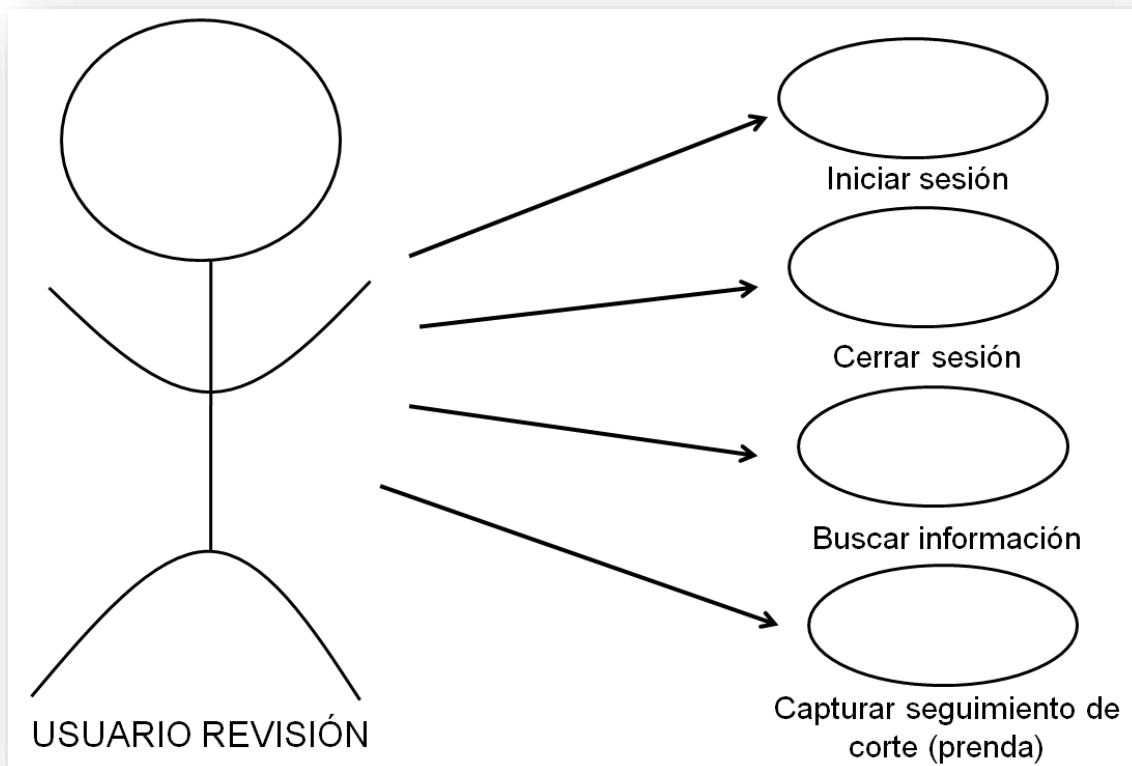 Iniciar sesión
Cerrar sesión
Buscar información
Capturar seguimiento de
corte (prenda)
USUARIO REVISIÓN